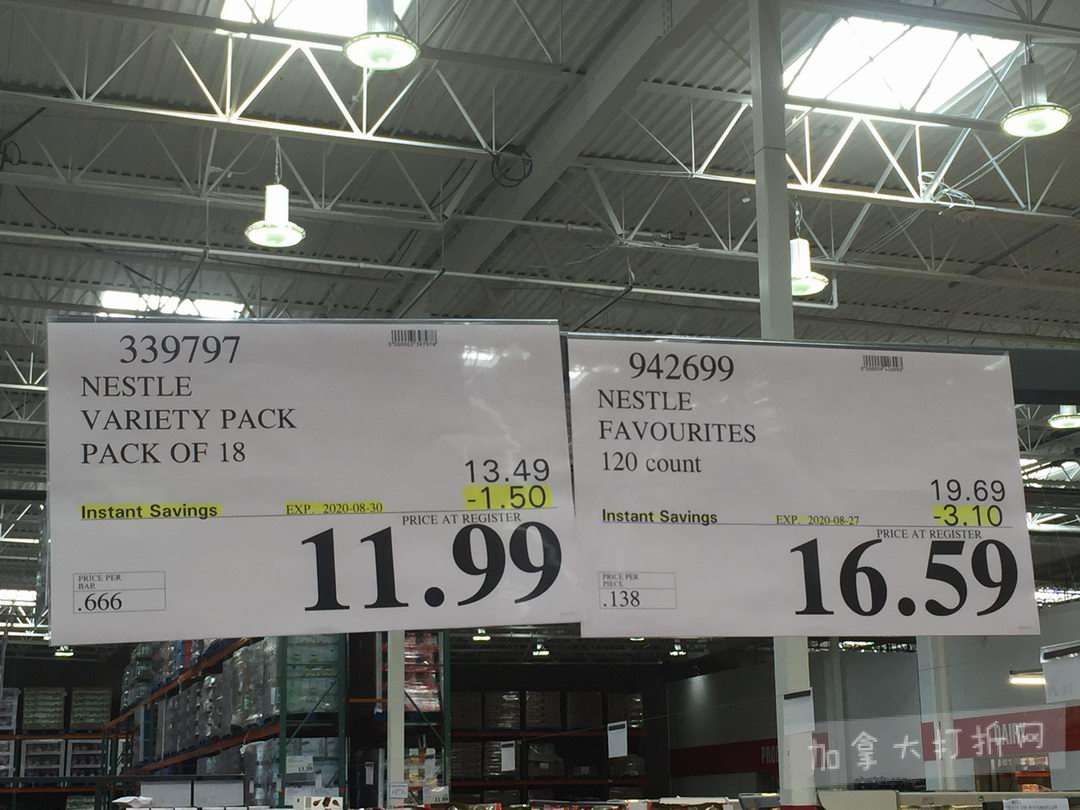 339797
NESTLE
VARIETY PACK
PACK OF 18
13.49
Instant Savings EXP. 2020-08-30 -1.50
PRICE AT REGISTER
11.99
PRICE PER
BAR
.666
942699
NESTLE
FAVOURITES
120 count
19.69
Instant Savings EXP. 2020-08-27 -3.10
PRICE AT REGISTER
16.59
PRICE PER
PIECE
.138
DAIRY
加拿大打折网